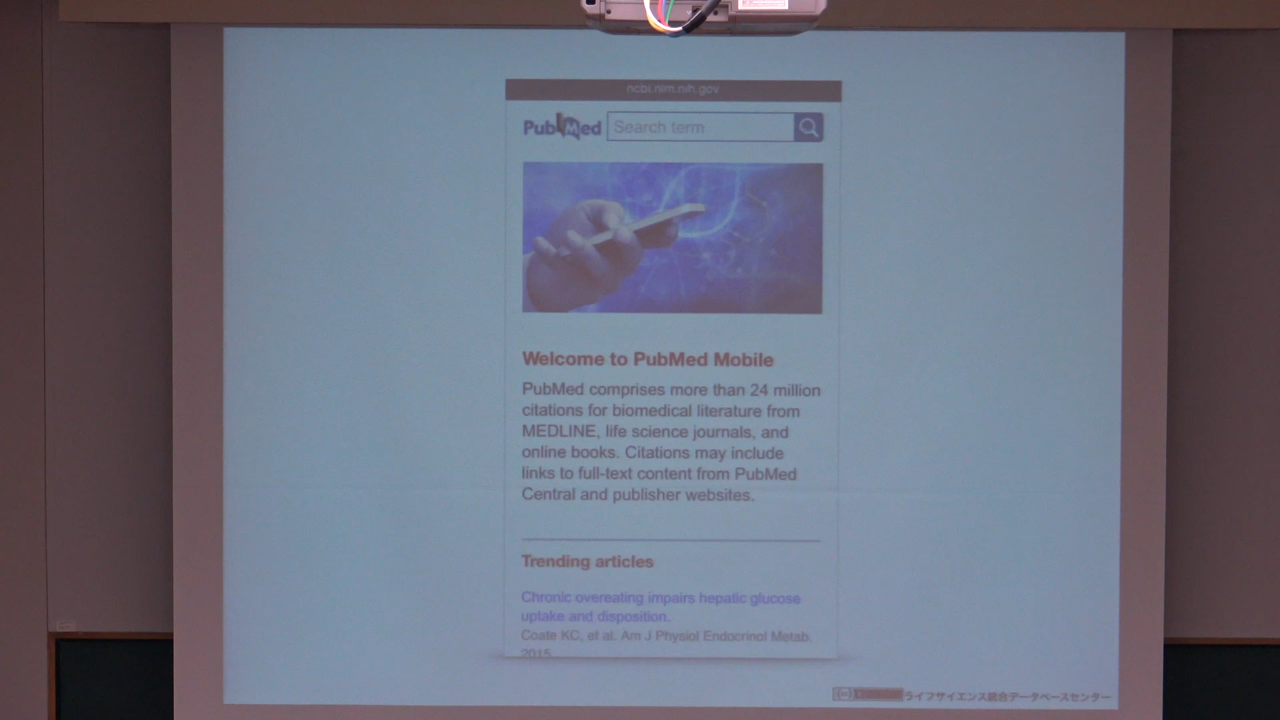 ncbi.nlm.nih.gov
PubMed
Search term
Welcome to PubMed Mobile
PubMed comprises more than 24 million
citations for biomedical literature from
MEDLINE, life science journals, and
online books. Citations may include
links to full-text content from PubMed
Central and publisher websites.
Trending articles
Chronic overeating impairs hepatic glucose
uptake and disposition.
Coate KC, et al. Am J Physiol Endocrinol Metab.
2015
ライフサイエンス統合データベースセンター